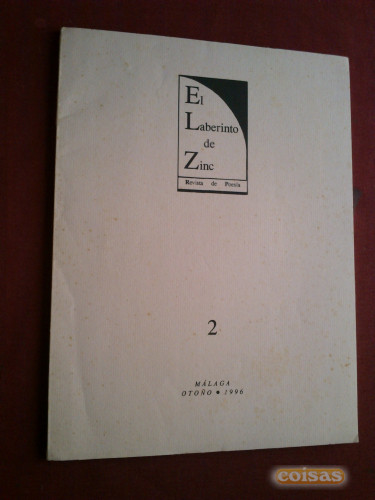 El
Laberinto
de
Zinc
Revista de Poesía
2
MÁLAGA
OTOÑO • 1996
coisas